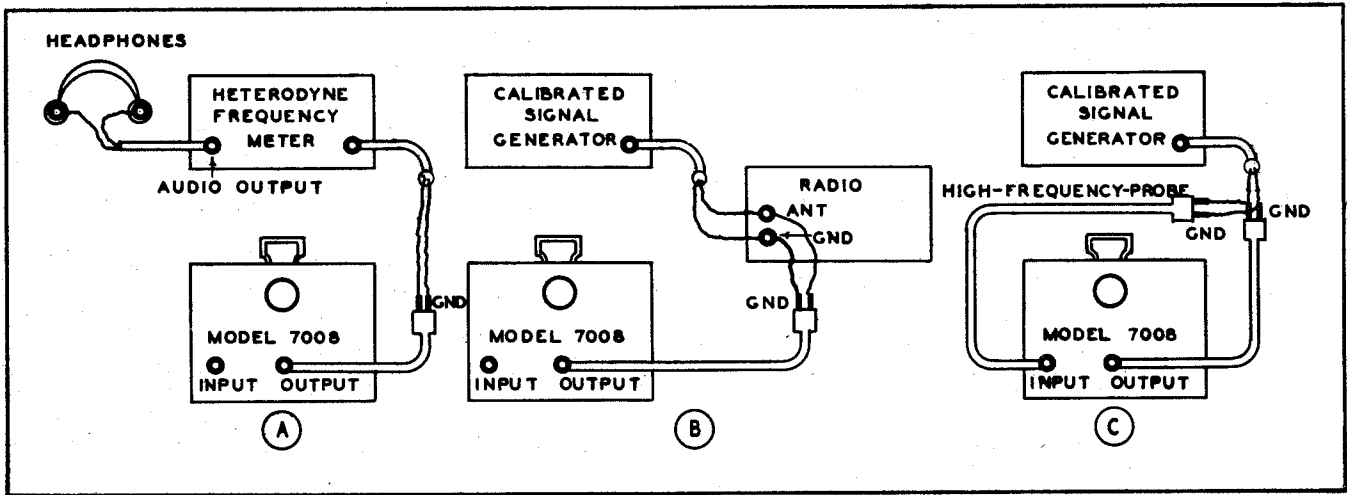 HEADPHONES
HETERODYNE
FREQUENCY
METER
AUDIO OUTPUT
GND
MODEL 7008
INPUT OUTPUT
A
CALIBRATED
SIGNAL
GENERATOR
RADIO
ANT
GND
GND
MODEL 7008
INPUT OUTPUT
B
CALIBRATED
SIGNAL
GENERATOR
HIGH-FREQUENCY-PROBE
GND
GND
MODEL 7008
INPUT OUTPUT
C